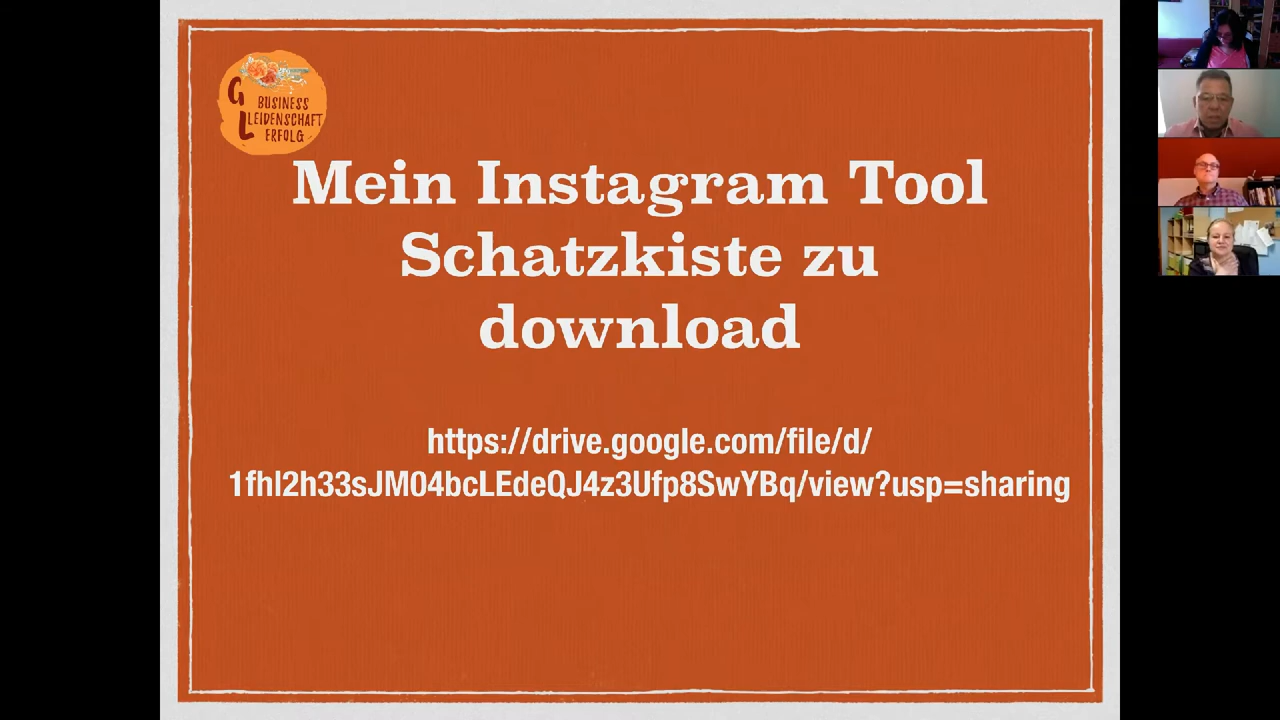 G
BUSINESS
LEIDENSCHAFT
L
ERFOLG
Mein Instagram Tool
Schatzkiste zu
download
https://drive.google.com/file/d/
1fhl2h33sJM04bcLEdeQJ4z3Ufp8SwYBq/view?usp=sharing